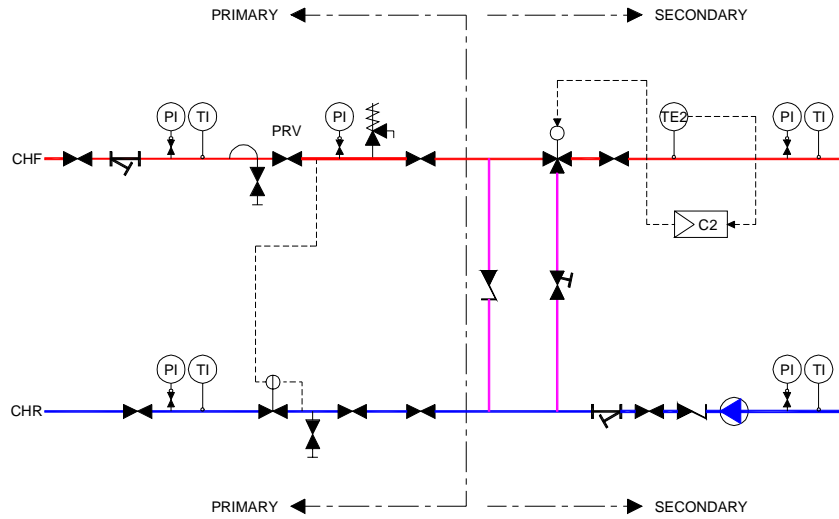 PRIMARY SECONDARY
PI TI PRV PI TE2 PI TI
CHF
C2
PI TI PI TI
CHR
PRIMARY SECONDARY